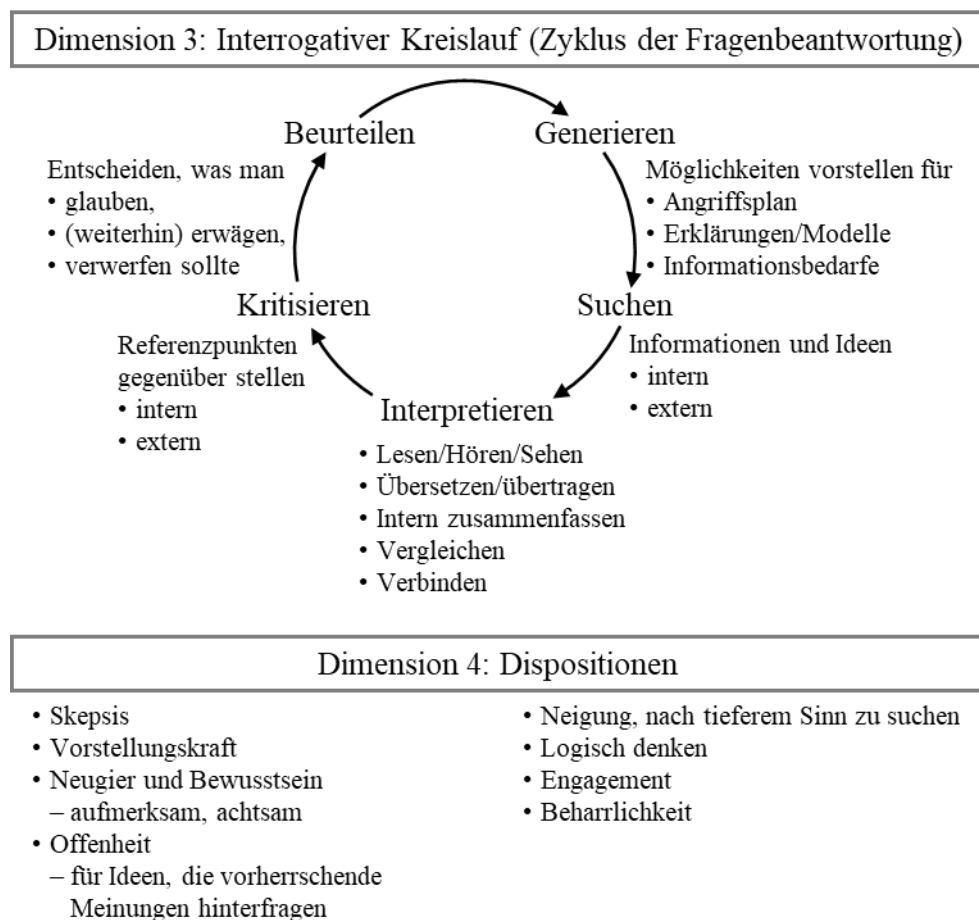 Dimension 3: Interrogativer Kreislauf (Zyklus der Fragenbeantwortung)
Beurteilen
Generieren
Entscheiden, was man
• glauben,
• (weiterhin) erwägen,
• verwerfen sollte
Möglichkeiten vorstellen für
• Angriffsplan
• Erklärungen/Modelle
• Informationsbedarfe
Kritisieren
Suchen
Referenzpunkten
gegenüber stellen
• intern
• extern
Informationen und Ideen
• intern
• extern
Interpretieren
• Lesen/Hören/Sehen
• Übersetzen/übertragen
• Intern zusammenfassen
• Vergleichen
• Verbinden
Dimension 4: Dispositionen
• Skepsis
• Vorstellungskraft
• Neugier und Bewusstsein
– aufmerksam, achtsam
• Offenheit
– für Ideen, die vorherrschende
Meinungen hinterfragen
• Neigung, nach tieferem Sinn zu suchen
• Logisch denken
• Engagement
• Beharrlichkeit